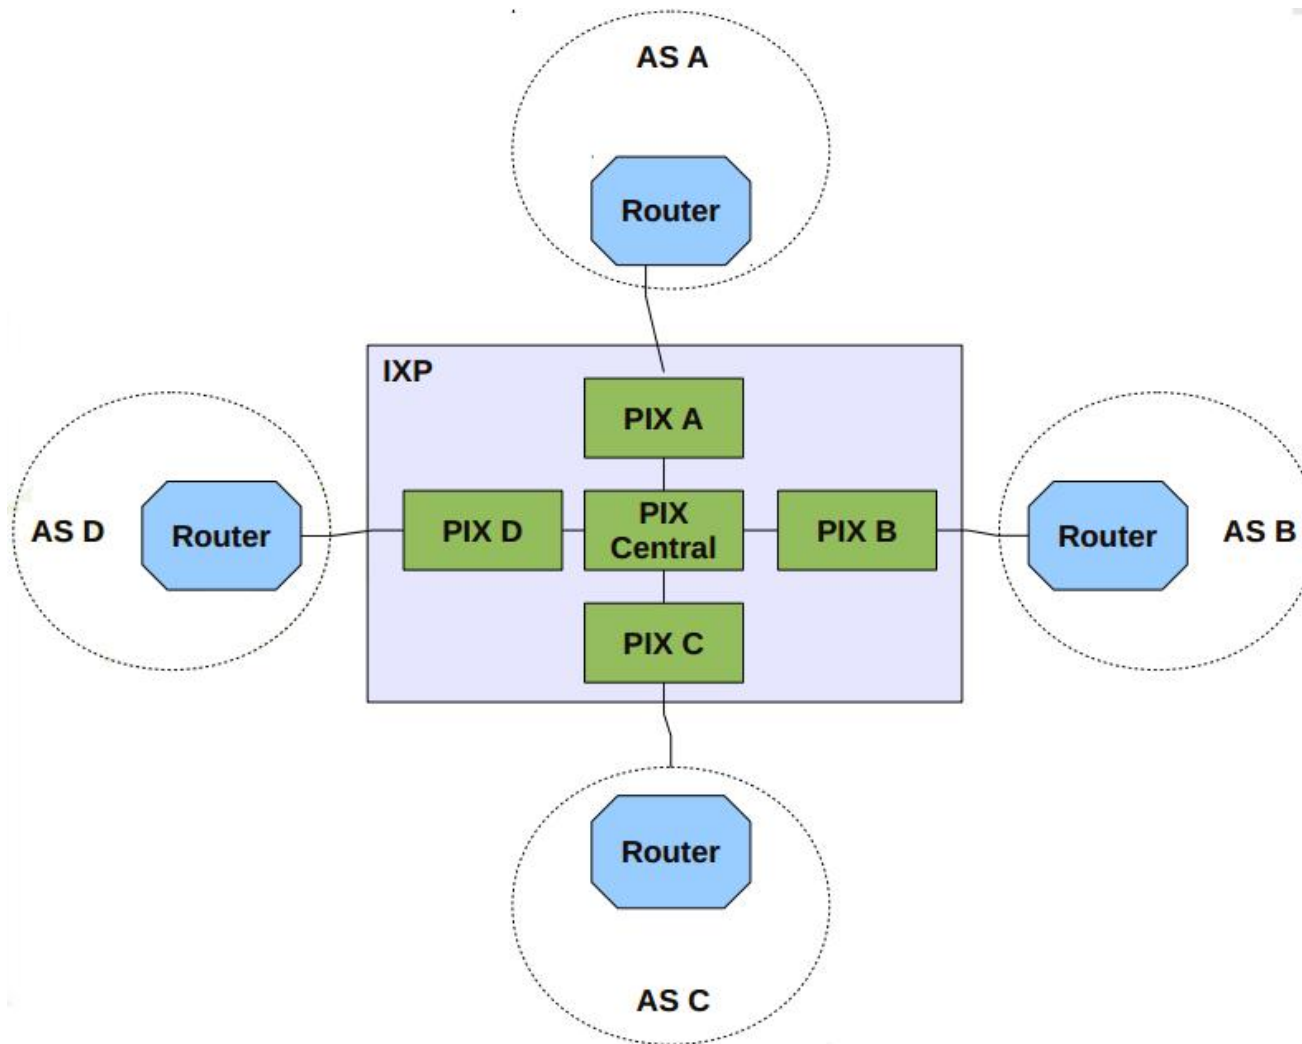 AS A
Router
IXP
PIX A
AS D
Router
PIX D
PIX
Central
PIX B
Router
AS B
PIX C
Router
AS C